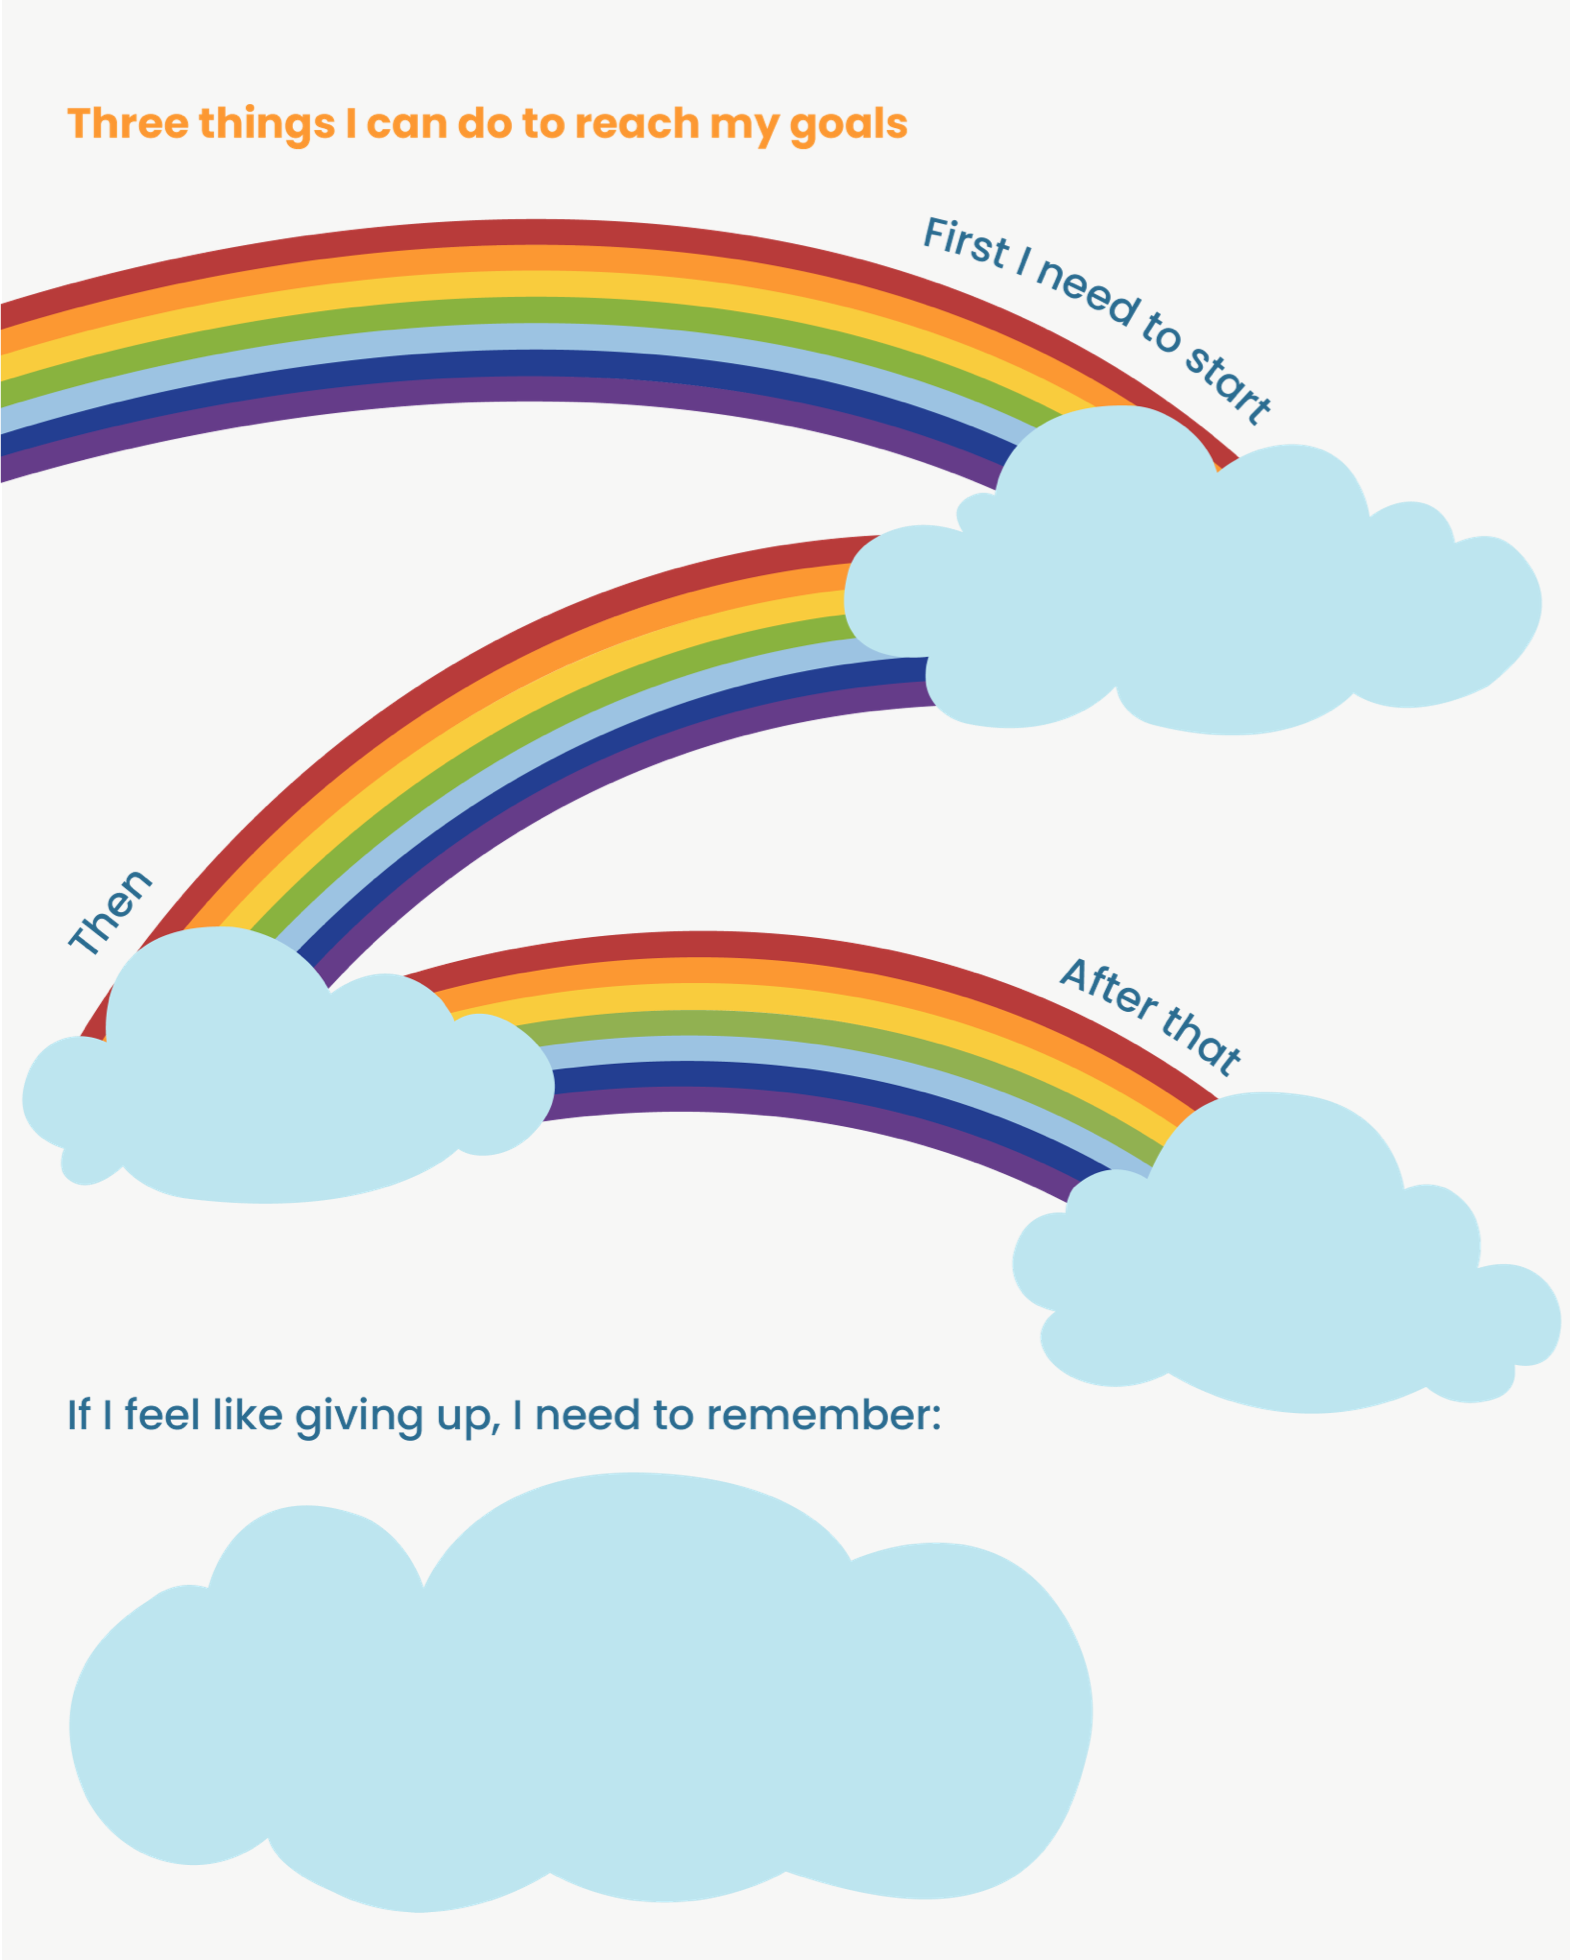 Three things I can do to reach my goals
First I need to start
Then
After that
If I feel like giving up, I need to remember: